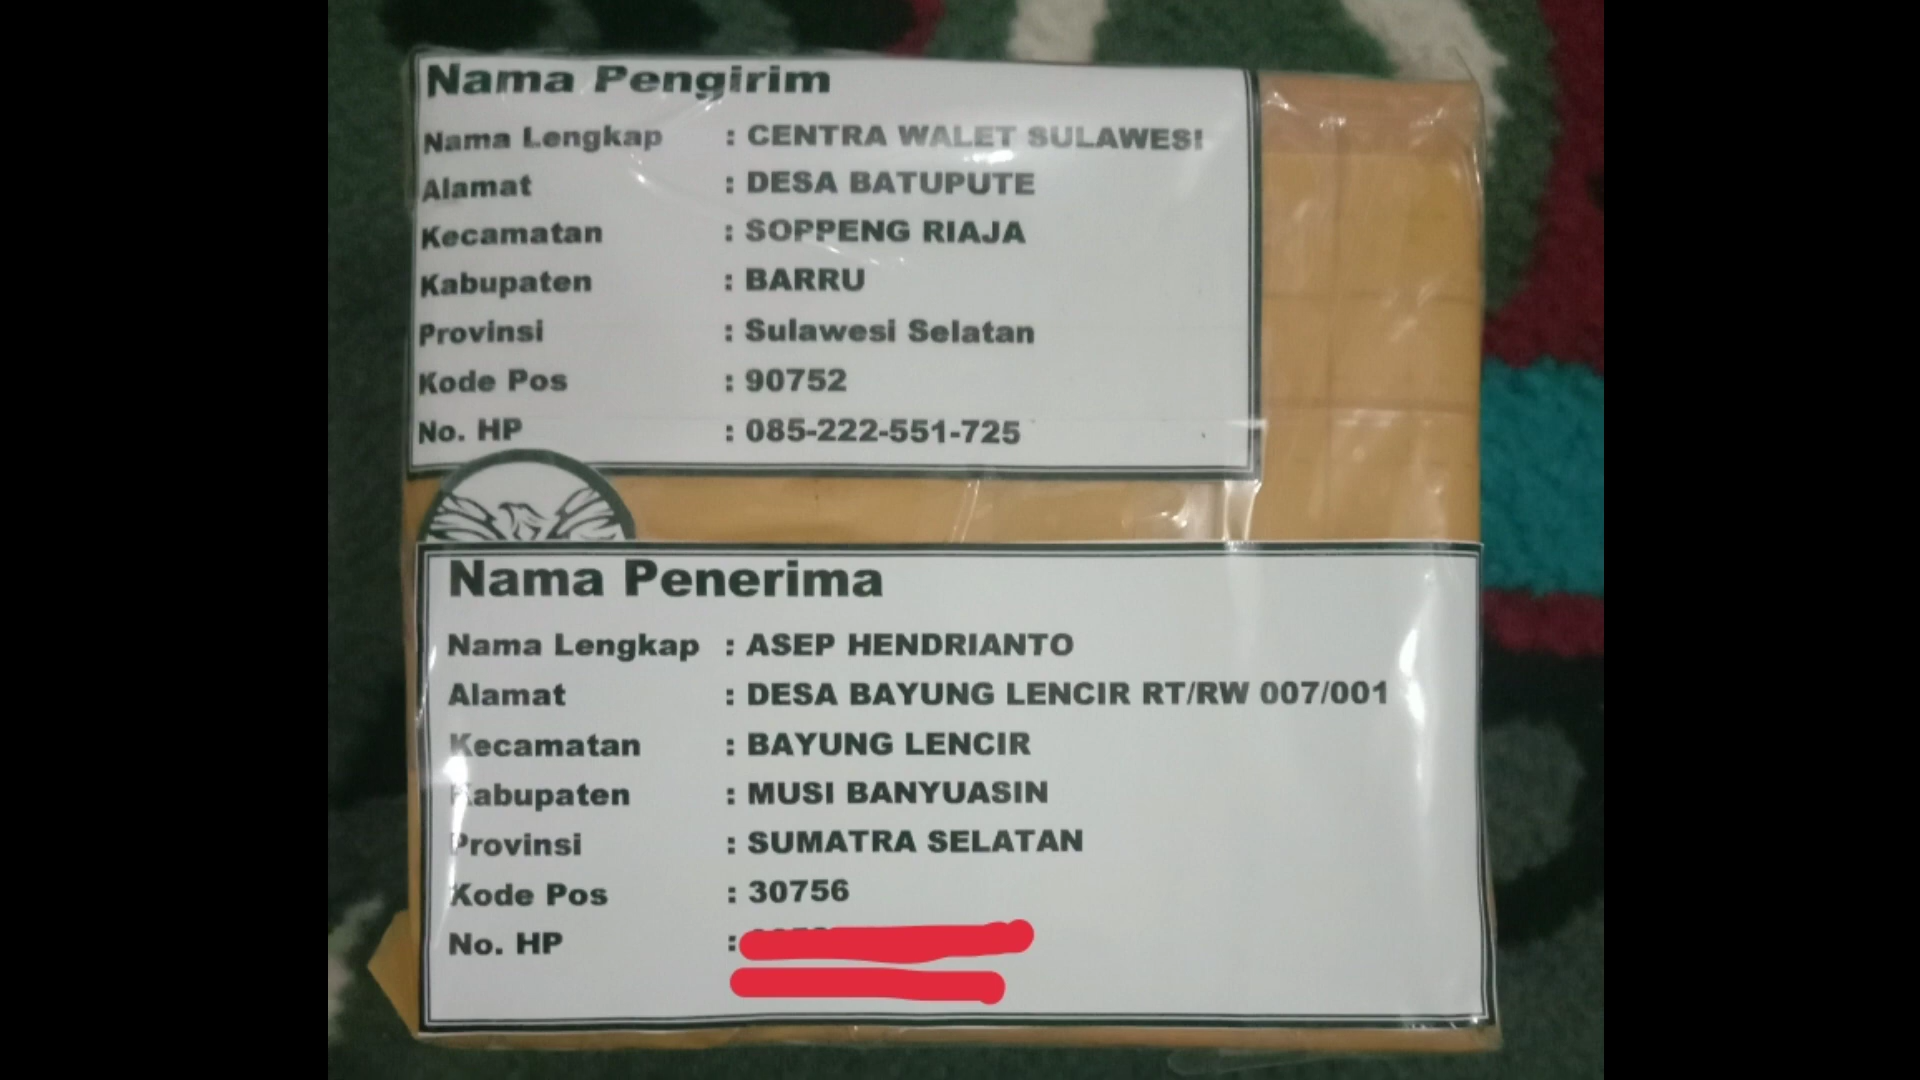 Nama Pengirim
Nama Lengkap : CENTRA WALET SULAWESI
Alamat : DESA BATUPUTE
Kecamatan : SOPPENG RIAJA
Kabupaten : BARRU
Provinsi : Sulawesi Selatan
Kode Pos : 90752
No. HP : 085-222-551-725
Nama Penerima
Nama Lengkap : ASEP HENDRIANTO
Alamat : DESA BAYUNG LENCIR RT/RW 007/001
Kecamatan : BAYUNG LENCIR
Kabupaten : MUSI BANYUASIN
Provinsi : SUMATRA SELATAN
Kode Pos : 30756
No. HP :